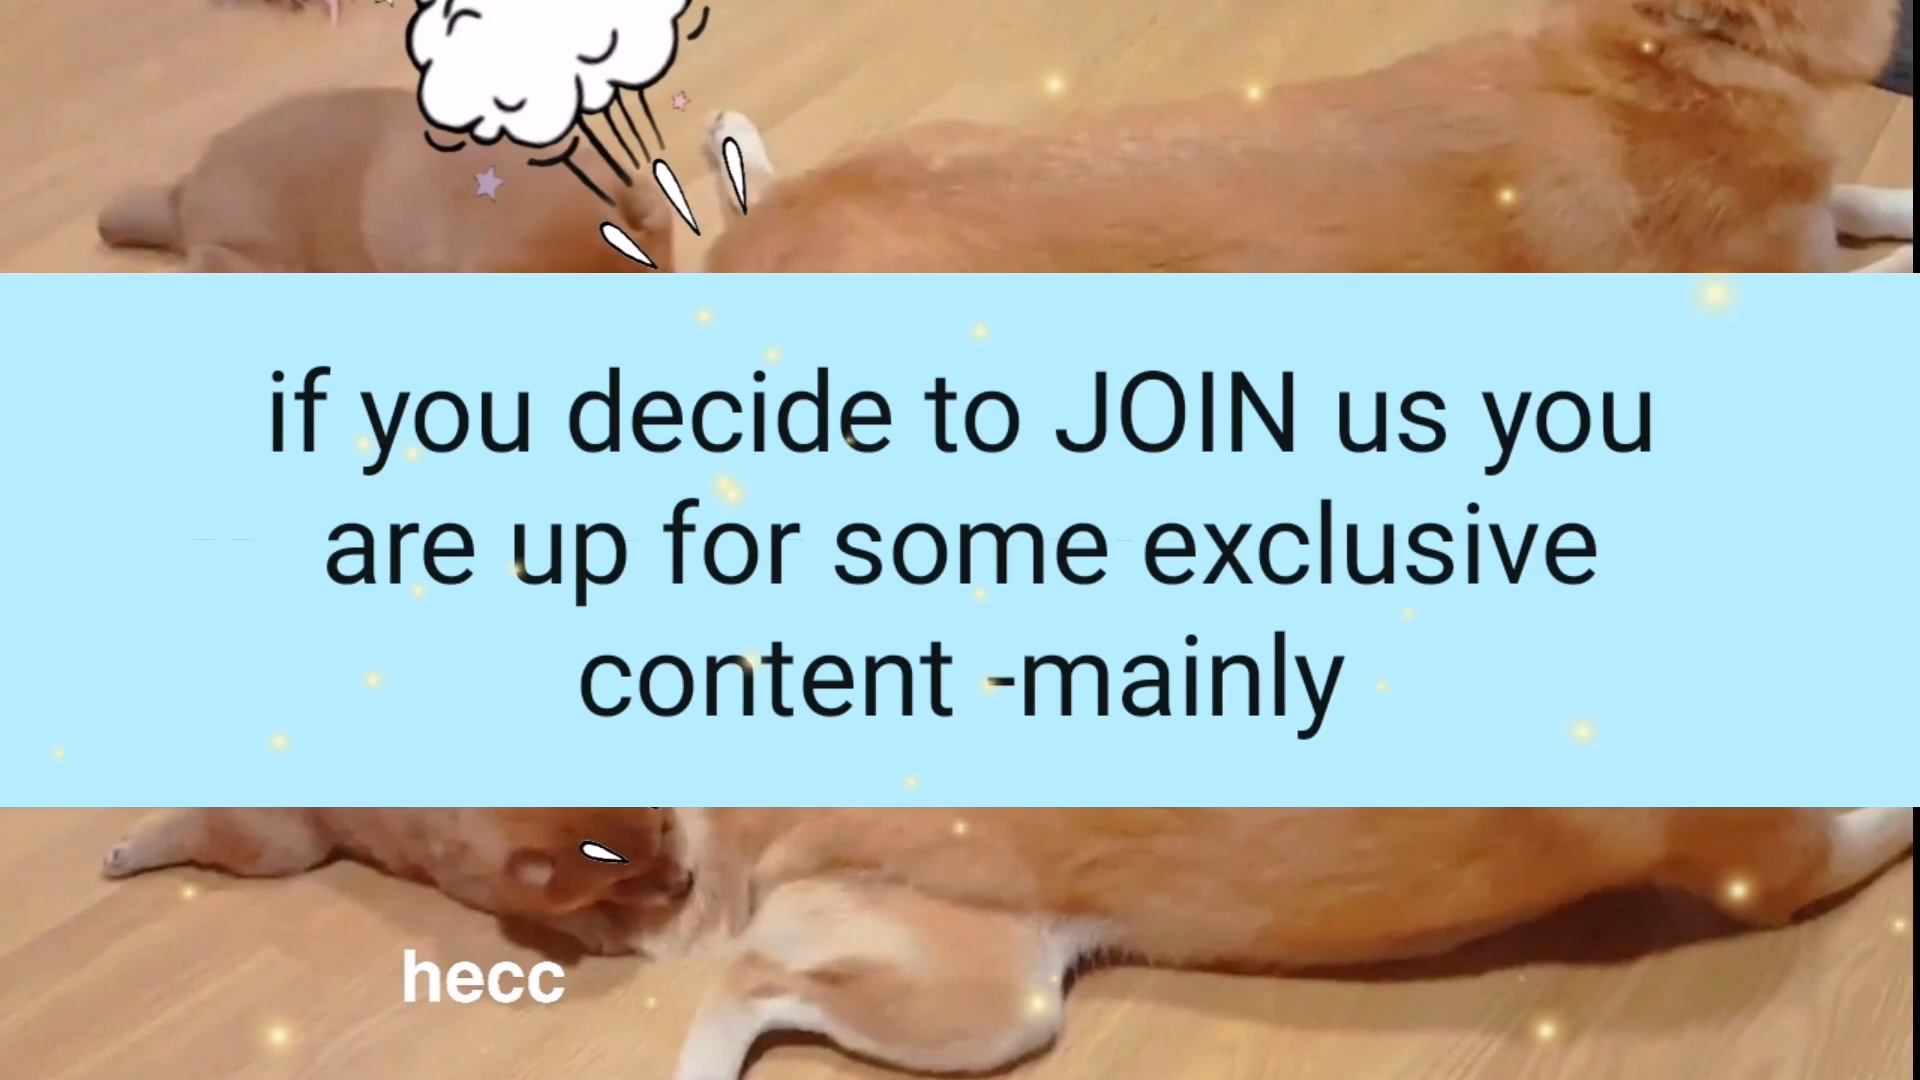 if you decide to JOIN us you
are up for some exclusive
content -mainly
hecc